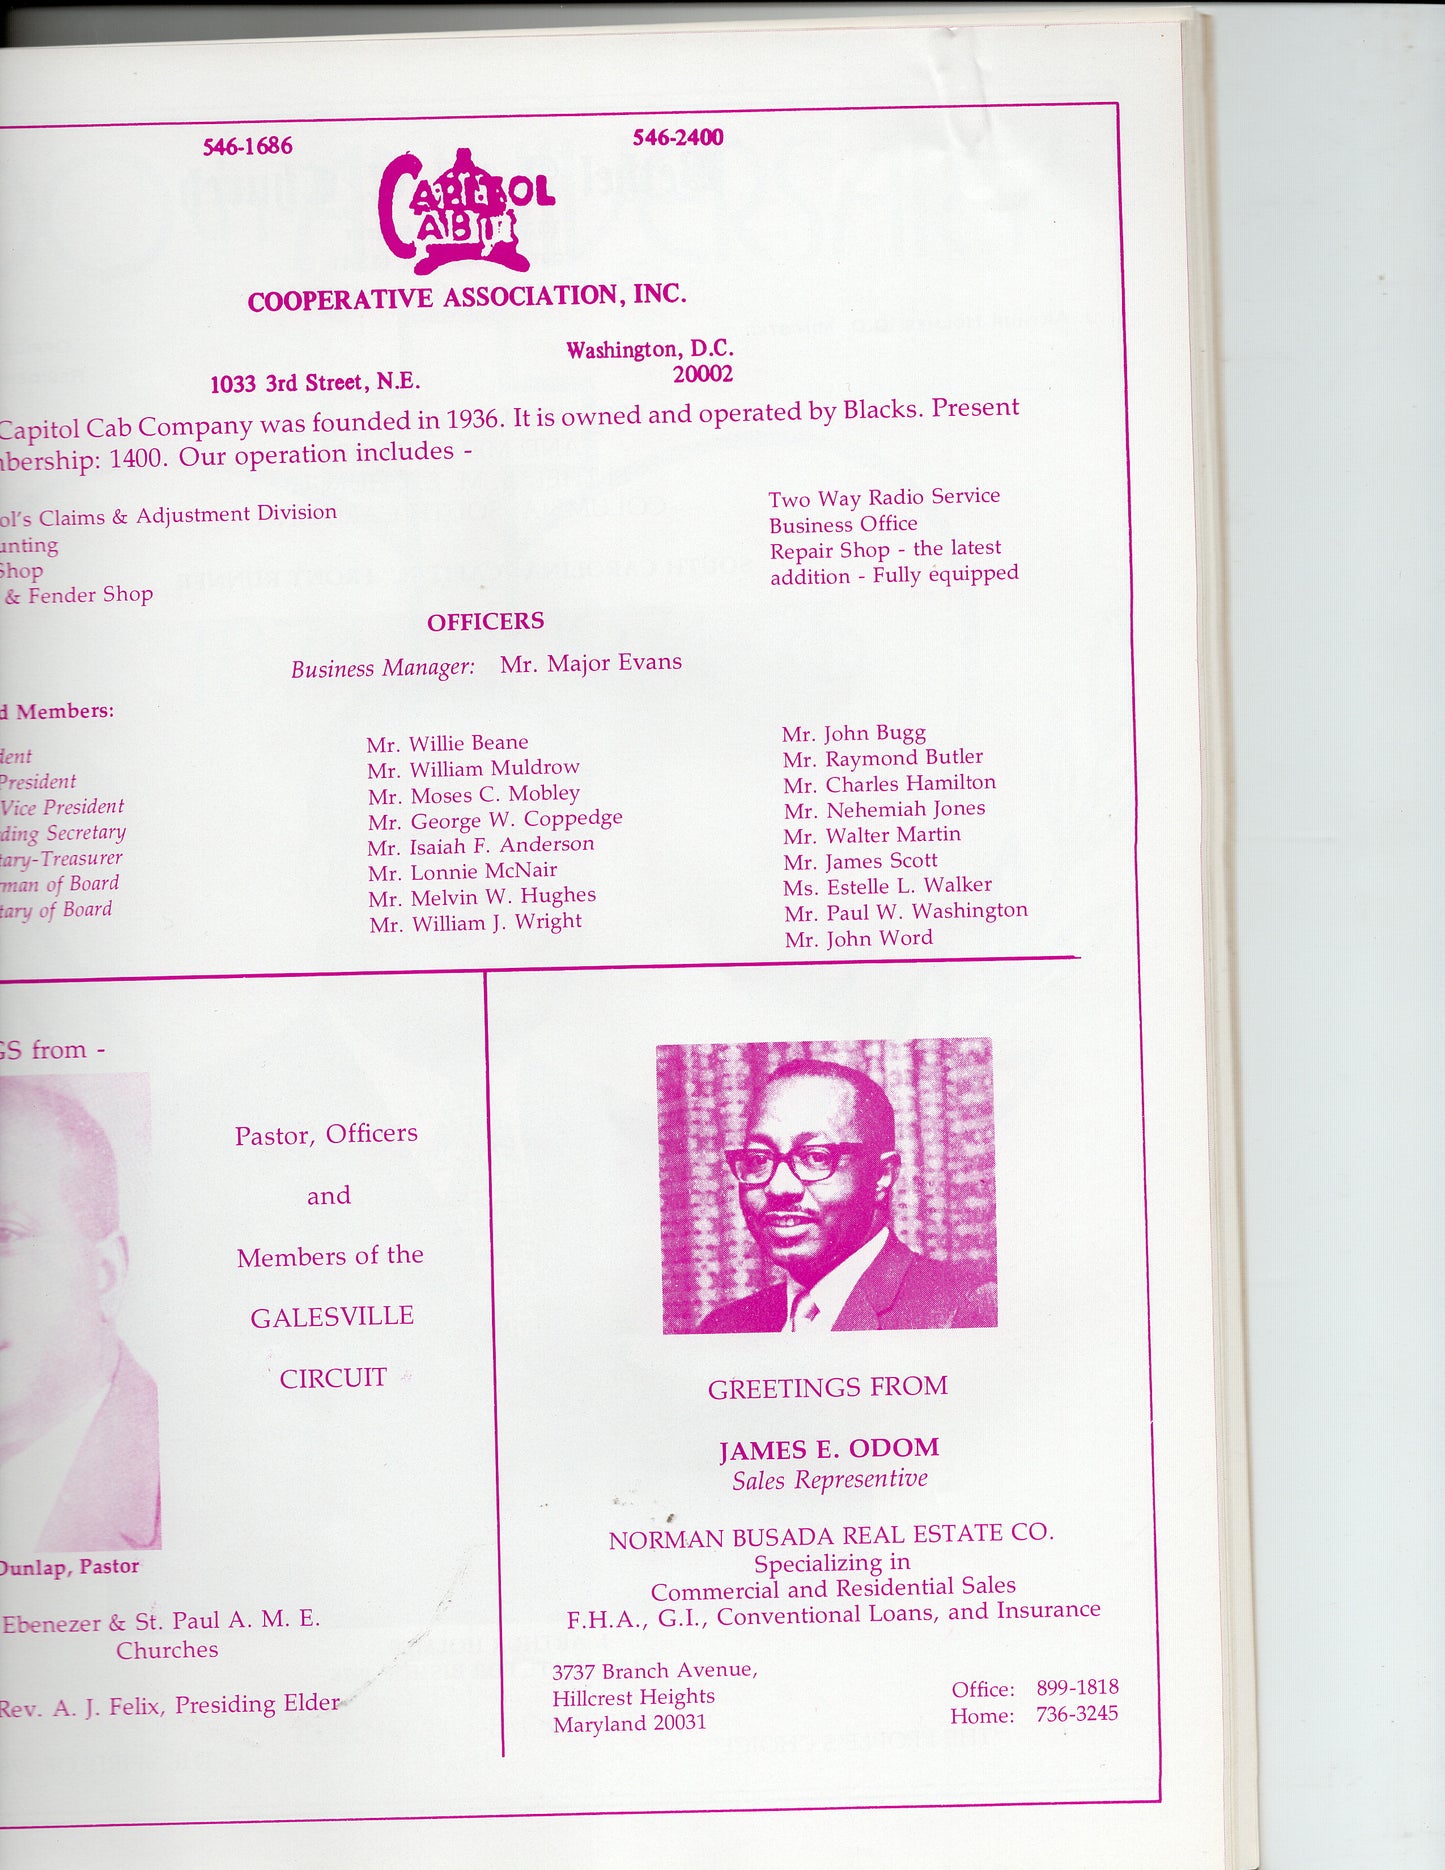 546-1686
546-2400
CAPITOL
CAB
COOPERATIVE ASSOCIATION, INC.
Washington, D.C.
1033 3rd Street, N.E.
20002
Capitol Cab Company was founded in 1936. It is owned and operated by Blacks. Present
bership: 1400. Our operation includes -
ol's Claims & Adjustment Division
unting
Shop
& Fender Shop
Two Way Radio Service
Business Office
Repair Shop - the latest
addition - Fully equipped
OFFICERS
Business Manager: Mr. Major Evans
d Members:
dent
President
Vice President
ding Secretary
tary-Treasurer
rman of Board
tary of Board
Mr. Willie Beane
Mr. William Muldrow
Mr. Moses C. Mobley
Mr. George W. Coppedge
Mr. Isaiah F. Anderson
Mr. Lonnie McNair
Mr. Melvin W. Hughes
Mr. William J. Wright
Mr. John Bugg
Mr. Raymond Butler
Mr. Charles Hamilton
Mr. Nehemiah Jones
Mr. Walter Martin
Mr. James Scott
Ms. Estelle L. Walker
Mr. Paul W. Washington
Mr. John Word
GS from -
Pastor, Officers
and
Members of the
GALESVILLE
CIRCUIT
Dunlap, Pastor
Ebenezer & St. Paul A. M. E.
Churches
Rev. A. J. Felix, Presiding Elder
GREETINGS FROM
JAMES E. ODOM
Sales Representive
NORMAN BUSADA REAL ESTATE CO.
Specializing in
Commercial and Residential Sales
F.H.A., G.I., Conventional Loans, and Insurance
3737 Branch Avenue,
Hillcrest Heights
Maryland 20031
Office: 899-1818
Home: 736-3245